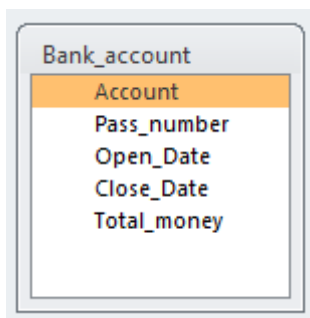 Bank_account
Account
Pass_number
Open_Date
Close_Date
Total_money